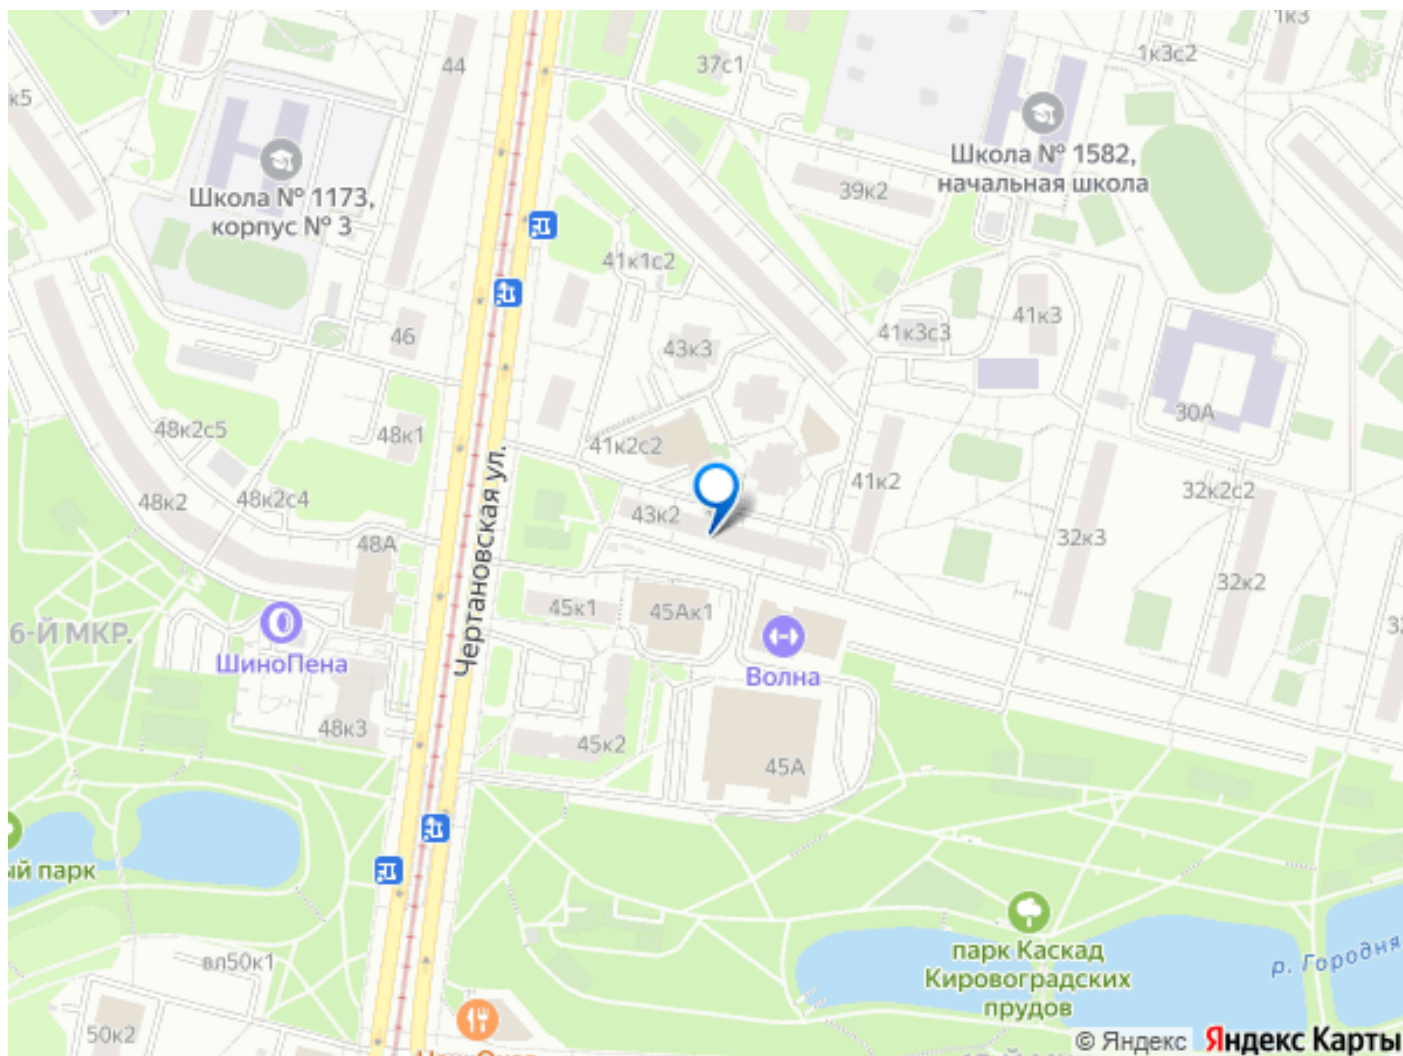 1к3
44
37с1
1к3с2
к5
Школа № 1582,
начальная школа
Школа № 1173,
корпус № 3
39к2
41к1с2
41к3
41к3с3
46
43к3
30А
48к2с5
48к1
41к2с2
41к2
32к2с2
48к2
48к2с4
43к2
Чертановская ул.
48А
32к3
32к2
45к1
45Ак1
6-Й МКР.
ШиноПена
Волна
48к3
45к2
45А
ый парк
парк Каскад
Кировоградских
прудов
р. Городня
вл50к1
50к2
© Яндекс
Яндекс Карты